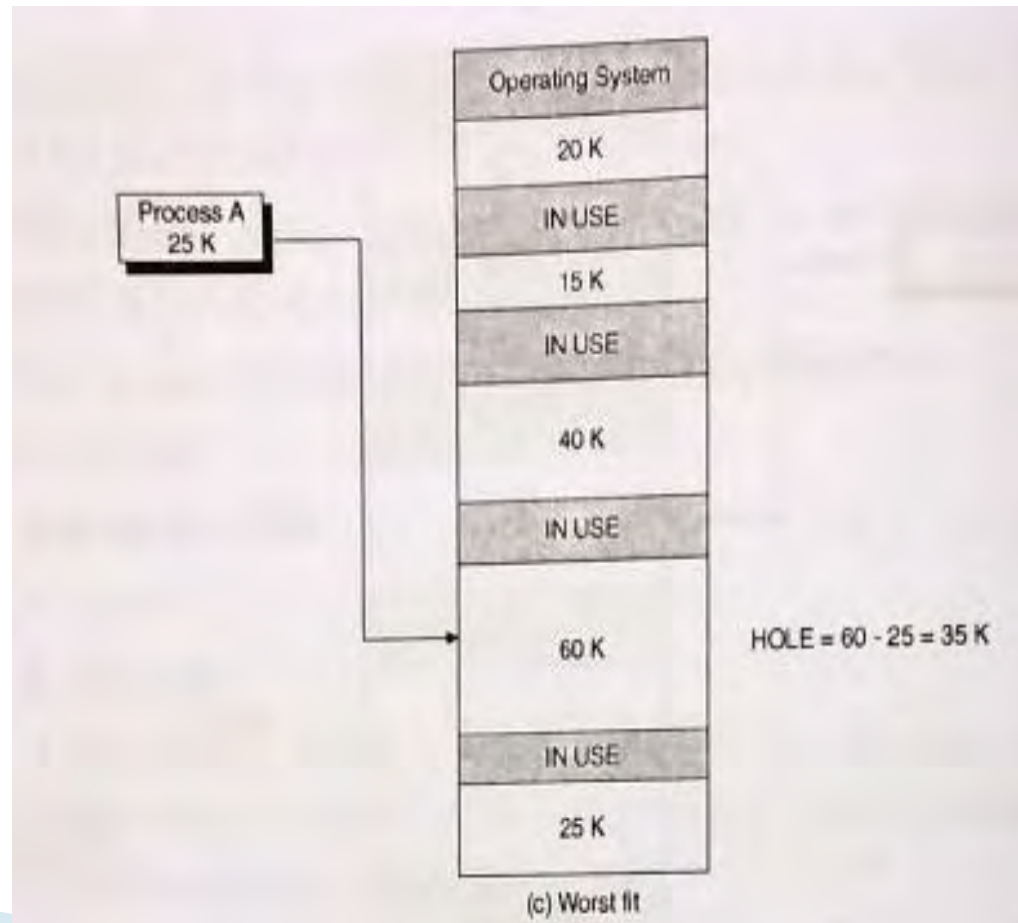 Operating System
20 K
Process A
25 K
IN USE
15 K
IN USE
40 K
IN USE
60 K
HOLE = 60 - 25 = 35 K
IN USE
25 K
(c) Worst fit